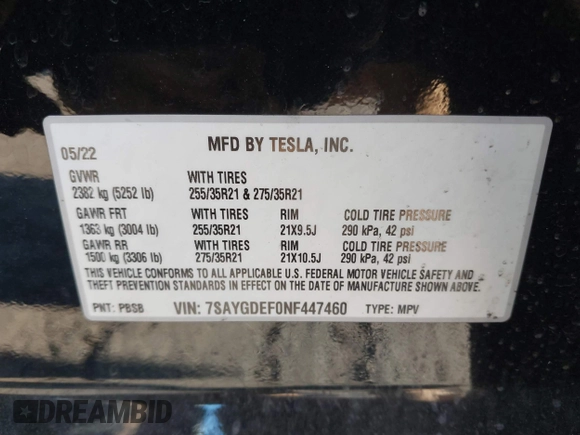 MFD BY TESLA, INC.
05/22
GVWR WITH TIRES
2382 kg (5252 lb) 255/35R21 & 275/35R21
GAWR FRT WITH TIRES RIM COLD TIRE PRESSURE
1363 kg (3004 lb) 255/35R21 21X9.5J 290 kPa, 42 psi
GAWR RR WITH TIRES RIM COLD TIRE PRESSURE
1500 kg (3306 lb) 275/35R21 21X10.5J 290 kPa, 42 psi
THIS VEHICLE CONFORMS TO ALL APPLICABLE U.S. FEDERAL MOTOR VEHICLE SAFETY AND
THEFT PREVENTION STANDARDS IN EFFECT ON THE DATE OF MANUFACTURE SHOWN ABOVE.
PNT: PBSB VIN: 7SAYGDEF0NF447460 TYPE: MPV
DREAMBID